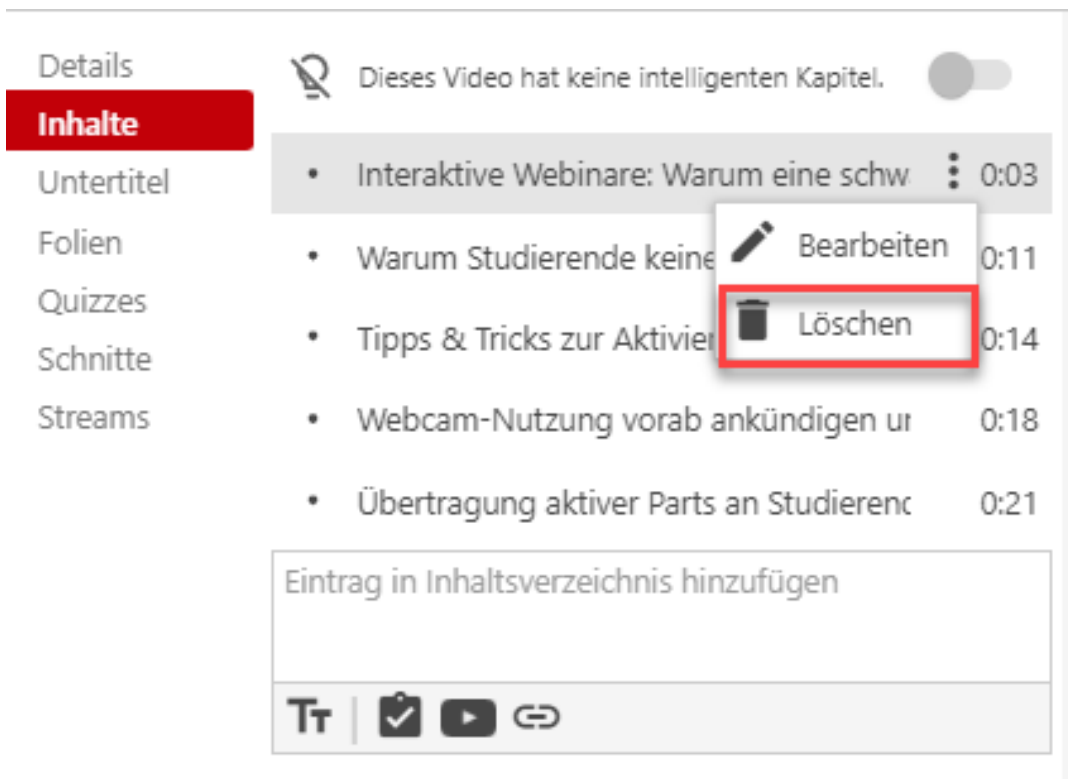 Details
Inhalte
Untertitel
Folien
Quizzes
Schnitte
Streams
Dieses Video hat keine intelligenten Kapitel.
Interaktive Webinare: Warum eine schw 0:03
Bearbeiten
Löschen
Warum Studierende keine 0:11
Tipps & Tricks zur Aktivier 0:14
Webcam-Nutzung vorab ankündigen ur 0:18
Übertragung aktiver Parts an Studierenc 0:21
Eintrag in Inhaltsverzeichnis hinzufügen
TT